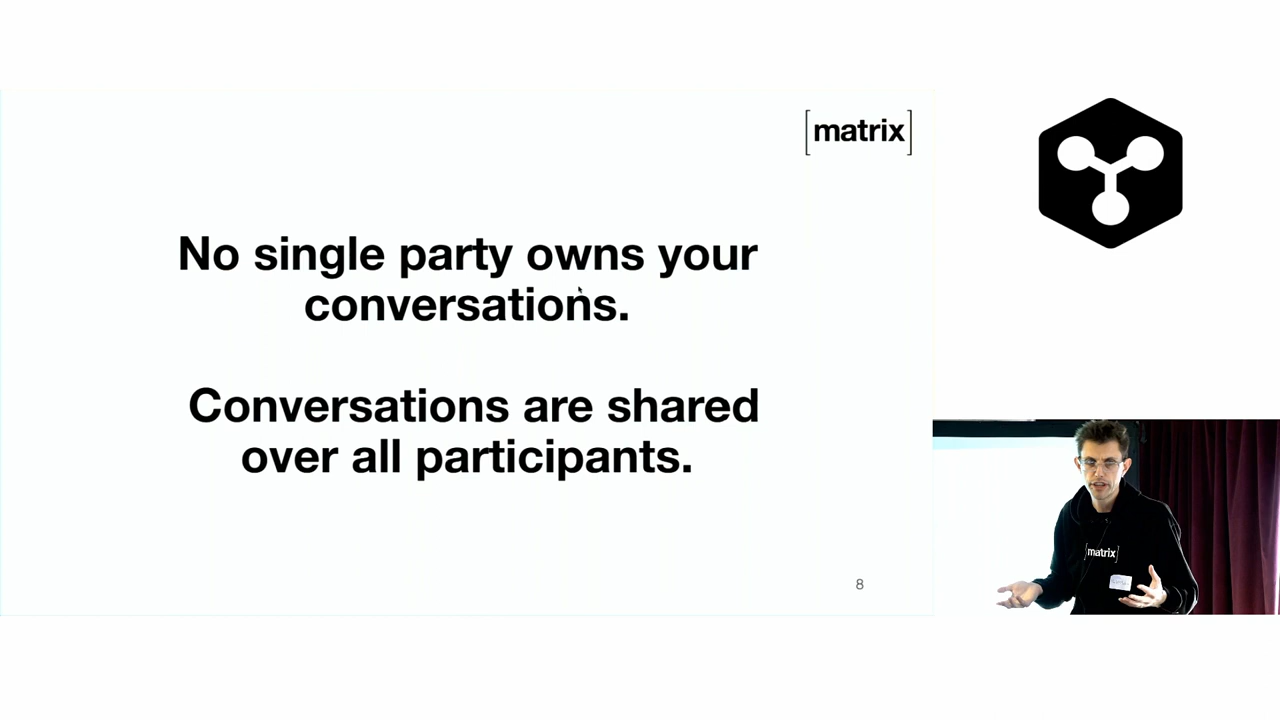 [matrix]
No single party owns your
conversations.
Conversations are shared
over all participants.
8
[matrix]